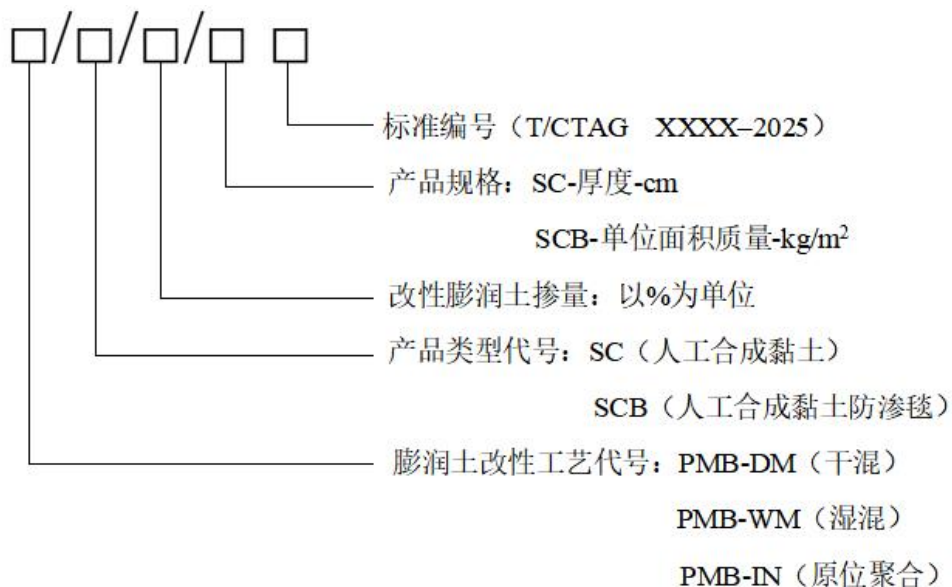 □/□/□/□ □
标准编号（T/CTAG XXXX–2025）
产品规格：SC-厚度-cm
SCB-单位面积质量-kg/m²
改性膨润土掺量：以%为单位
产品类型代号：SC（人工合成黏土）
SCB（人工合成黏土防渗毯）
膨润土改性工艺代号：PMB-DM（干混）
PMB-WM（湿混）
PMB-IN（原位聚合）